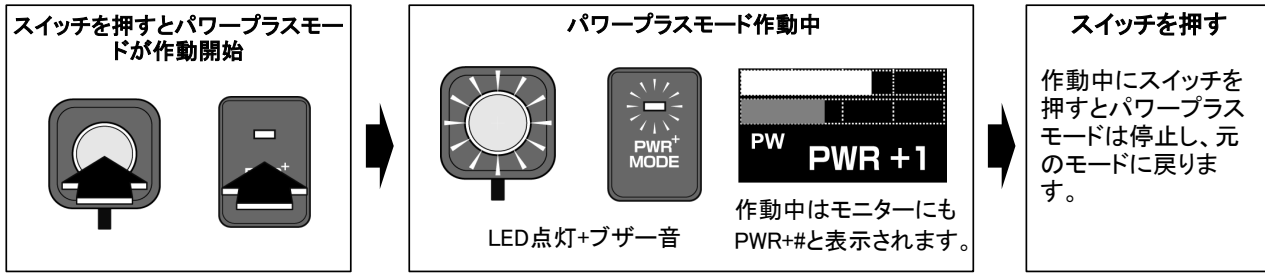 スイッチを押すとパワープラスモー
ドが作動開始
パワープラスモード作動中
PWR+
MODE
LED点灯+ブザー音
PW
PWR +1
作動中はモニターにも
PWR+#と表示されます。
スイッチを押す
作動中にスイッチを
押すとパワープラス
モードは停止し、元
のモードに戻りま
す。